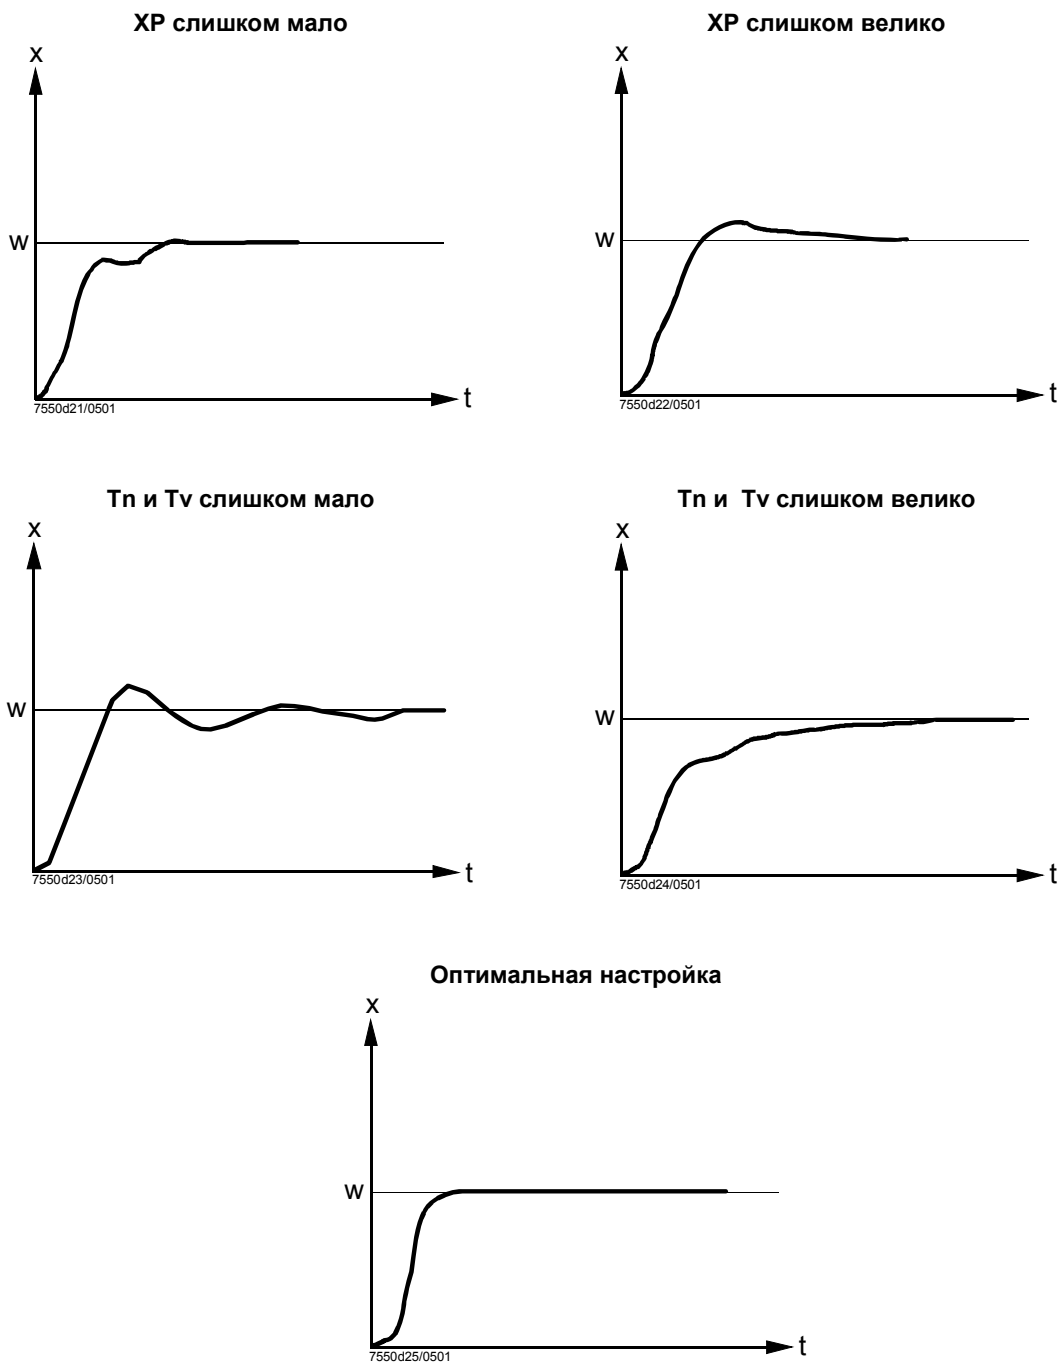 XP слишком мало
x
w
t
7550d21/0501
XP слишком велико
x
w
t
7550d22/0501
Tn и Tv слишком мало
x
w
t
7550d23/0501
Tn и Tv слишком велико
x
w
t
7550d24/0501
Оптимальная настройка
x
w
t
7550d25/0501